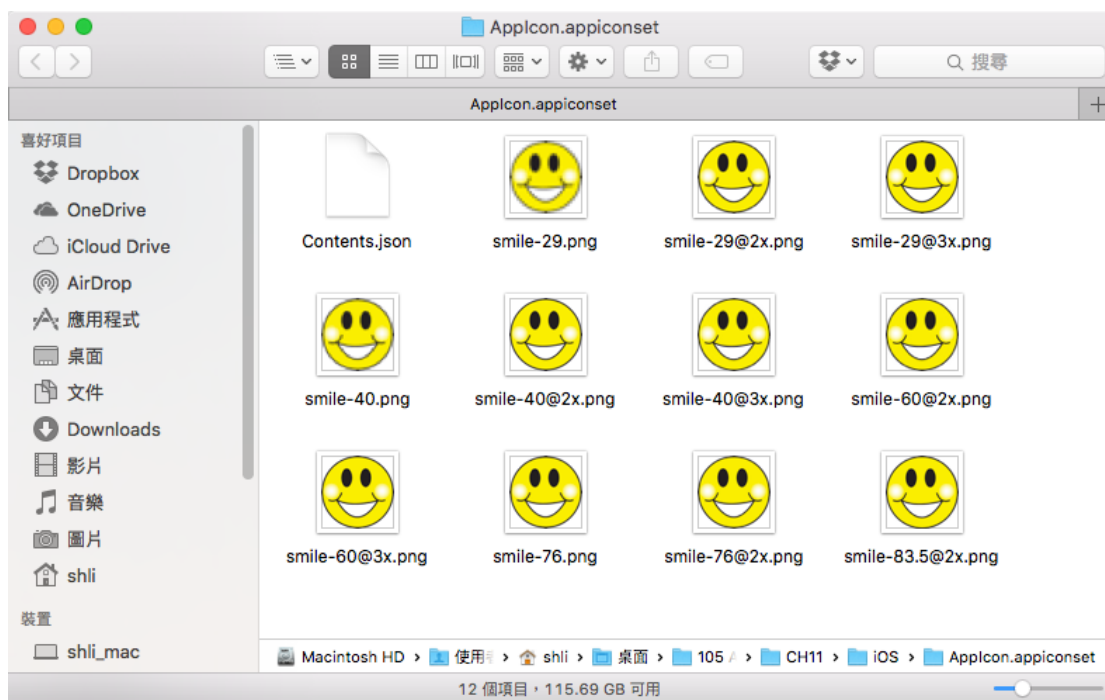 AppIcon.appiconset
搜尋
AppIcon.appiconset
喜好項目
Dropbox
OneDrive
iCloud Drive
AirDrop
應用程式
桌面
文件
Downloads
影片
音樂
圖片
shli
裝置
shli_mac
Contents.json smile-29.png smile-29@2x.png smile-29@3x.png
smile-40.png smile-40@2x.png smile-40@3x.png smile-60@2x.png
smile-60@3x.png smile-76.png smile-76@2x.png smile-83.5@2x.png
Macintosh HD › 使用 › shli › 桌面 › 105 › CH11 › iOS › AppIcon.appiconset
12 個項目，115.69 GB 可用